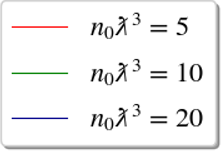 n₀ƛ³ = 5
n₀ƛ³ = 10
n₀ƛ³ = 20